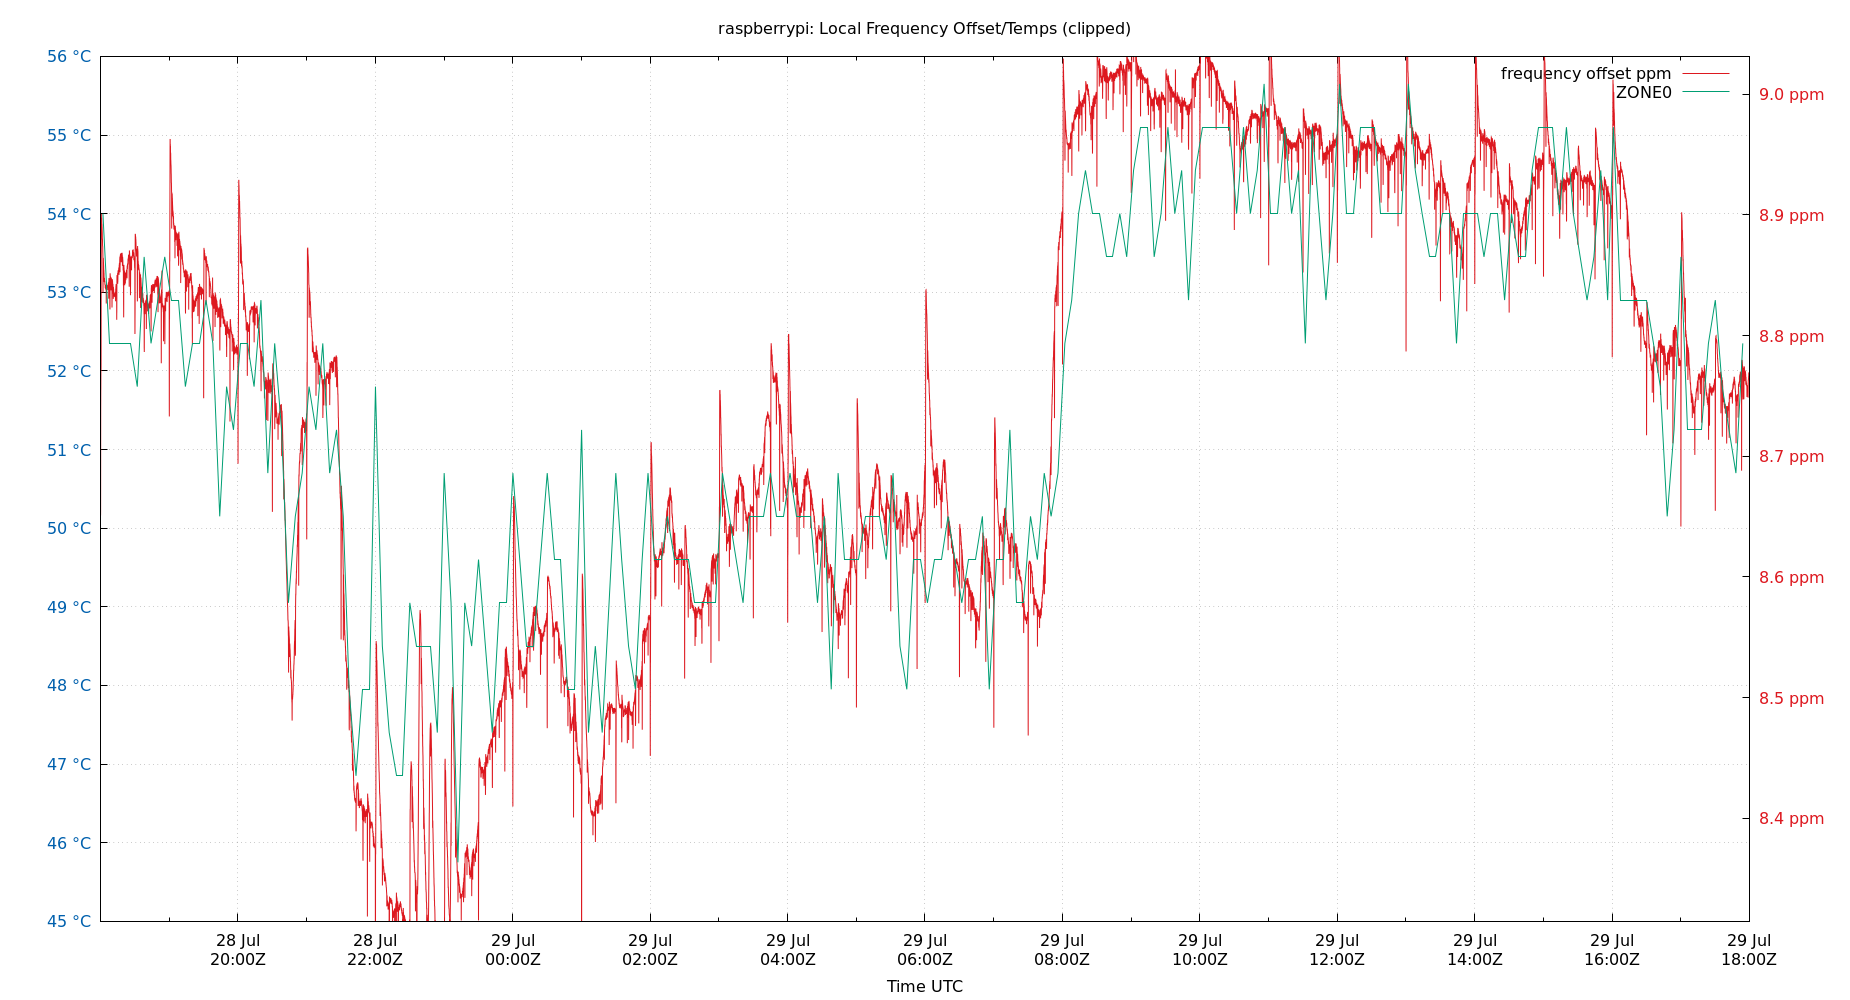 raspberrypi: Local Frequency Offset/Temps (clipped)
56 °C
55 °C
54 °C
53 °C
52 °C
51 °C
50 °C
49 °C
48 °C
47 °C
46 °C
45 °C
frequency offset ppm
ZONE0
9.0 ppm
8.9 ppm
8.8 ppm
8.7 ppm
8.6 ppm
8.5 ppm
8.4 ppm
28 Jul
20:00Z
28 Jul
22:00Z
29 Jul
00:00Z
29 Jul
02:00Z
29 Jul
04:00Z
29 Jul
06:00Z
29 Jul
08:00Z
29 Jul
10:00Z
29 Jul
12:00Z
29 Jul
14:00Z
29 Jul
16:00Z
29 Jul
18:00Z
Time UTC